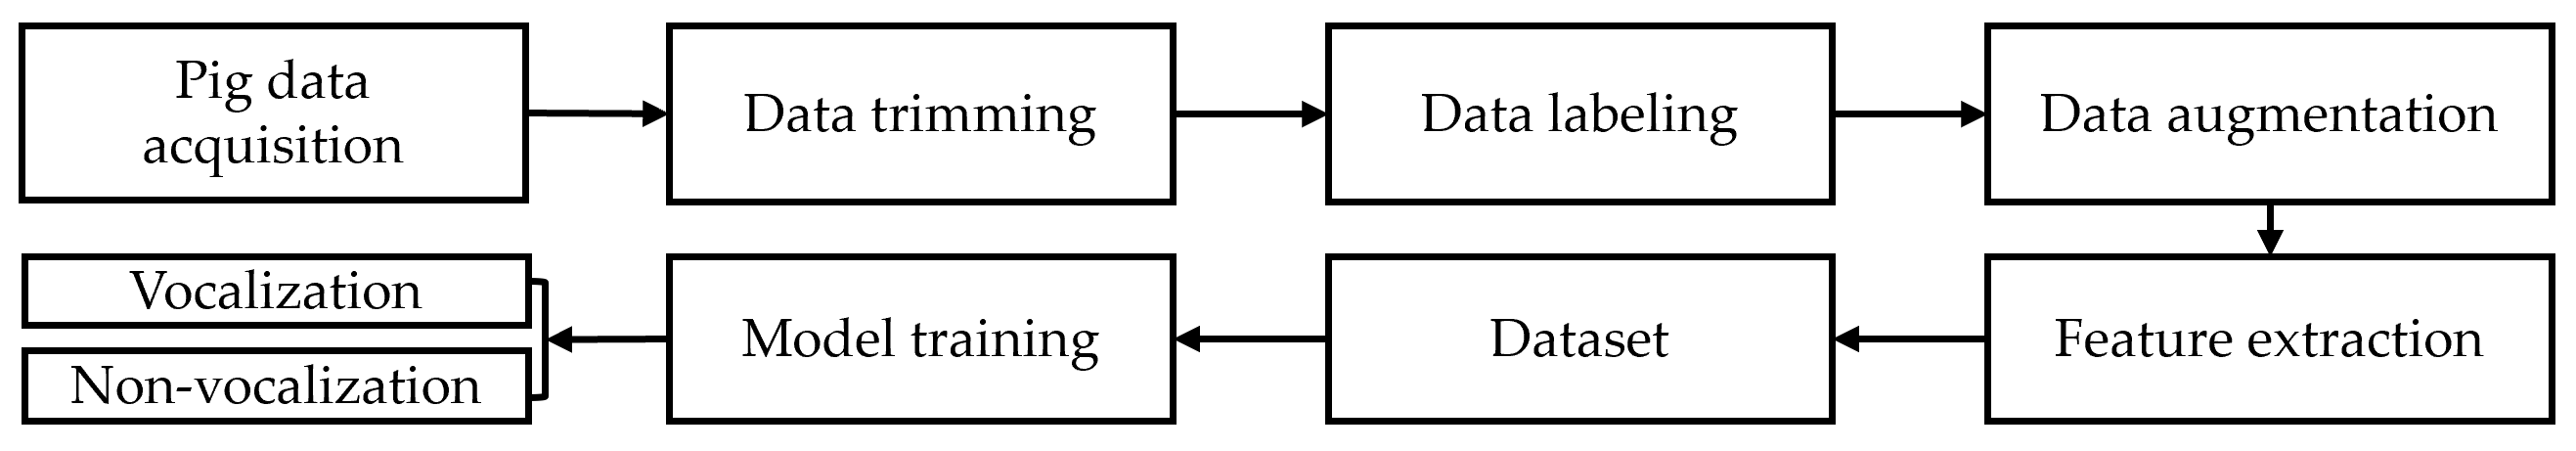 Pig data
acquisition
Data trimming
Data labeling
Data augmentation
Feature extraction
Dataset
Model training
Vocalization
Non-vocalization